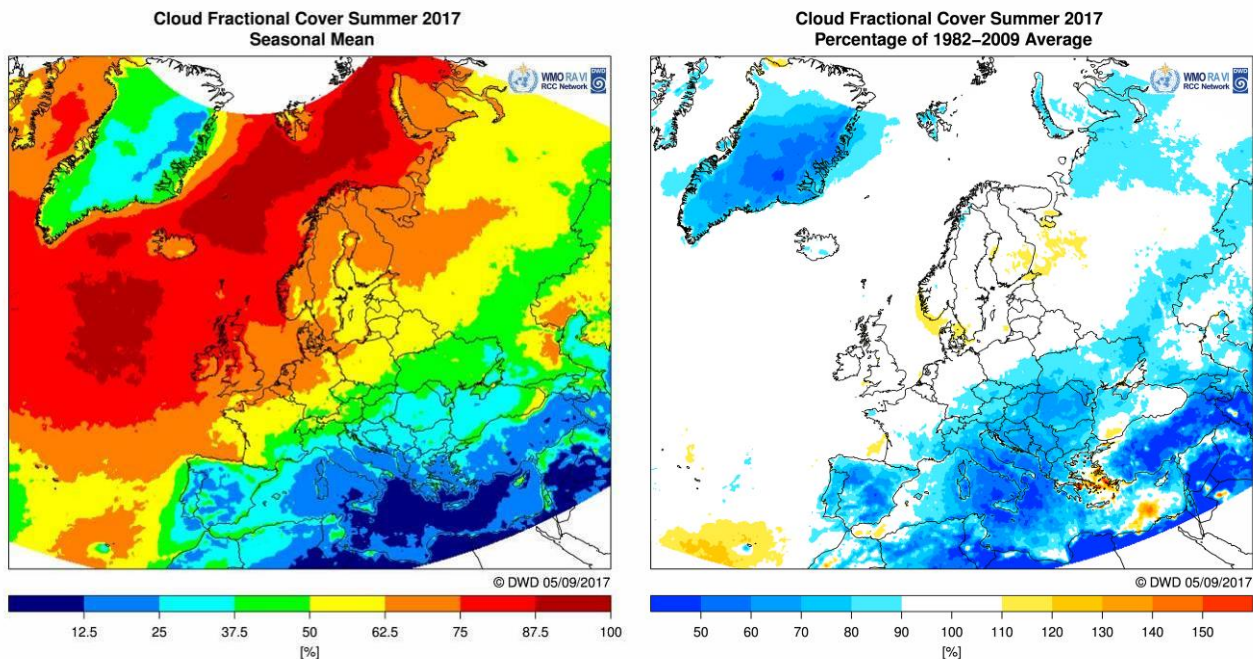 Cloud Fractional Cover Summer 2017
Seasonal Mean
WMO RA VI
RCC Network
DWD
© DWD 05/09/2017
12.5 25 37.5 50 62.5 75 87.5 100
[%]
Cloud Fractional Cover Summer 2017
Percentage of 1982−2009 Average
WMO RA VI
RCC Network
DWD
© DWD 05/09/2017
50 60 70 80 90 100 110 120 130 140 150
[%]